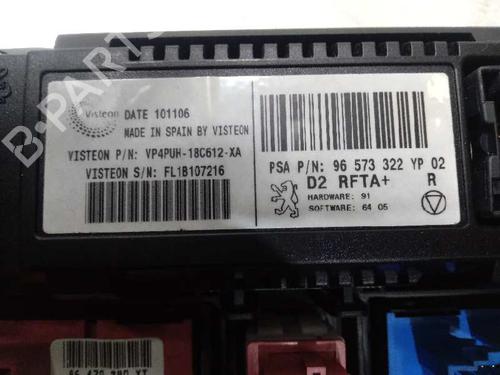 Visteon
DATE 101106
MADE IN SPAIN BY VISTEON
VISTEON P/N: VP4PUH-18C612-XA
VISTEON S/N: FL1B107216
PSA P/N: 96 573 322 YP 02
D2 RFTA+ R
HARDWARE: 91
SOFTWARE: 64 05
B-PARTS